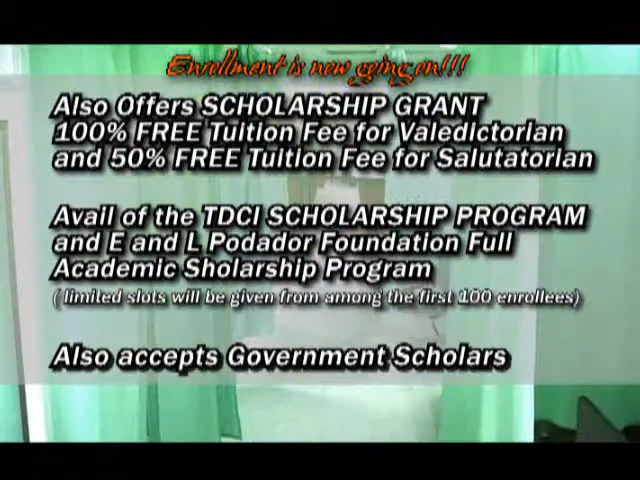 Enrollment is now going on!!!
Also Offers SCHOLARSHIP GRANT
100% FREE Tuition Fee for Valedictorian
and 50% FREE Tuition Fee for Salutatorian
Avail of the TDCI SCHOLARSHIP PROGRAM
and E and L Podador Foundation Full
Academic Sholarship Program
( limited slots will be given from among the first 100 enrollees)
Also accepts Government Scholars